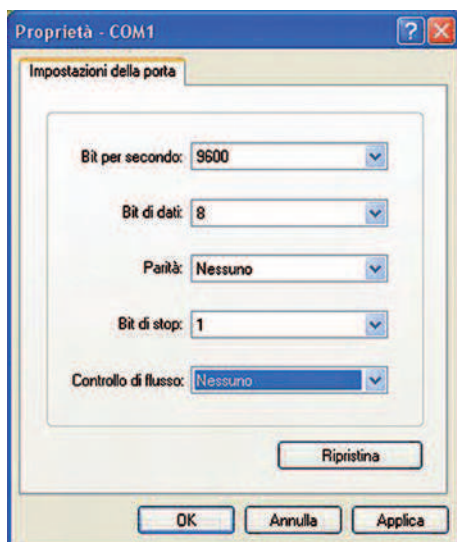 Proprietà - COM1
Impostazioni della porta
Bit per secondo: 9600
Bit di dati: 8
Parità: Nessuno
Bit di stop: 1
Controllo di flusso: Nessuno
Ripristina
OK Annulla Applica